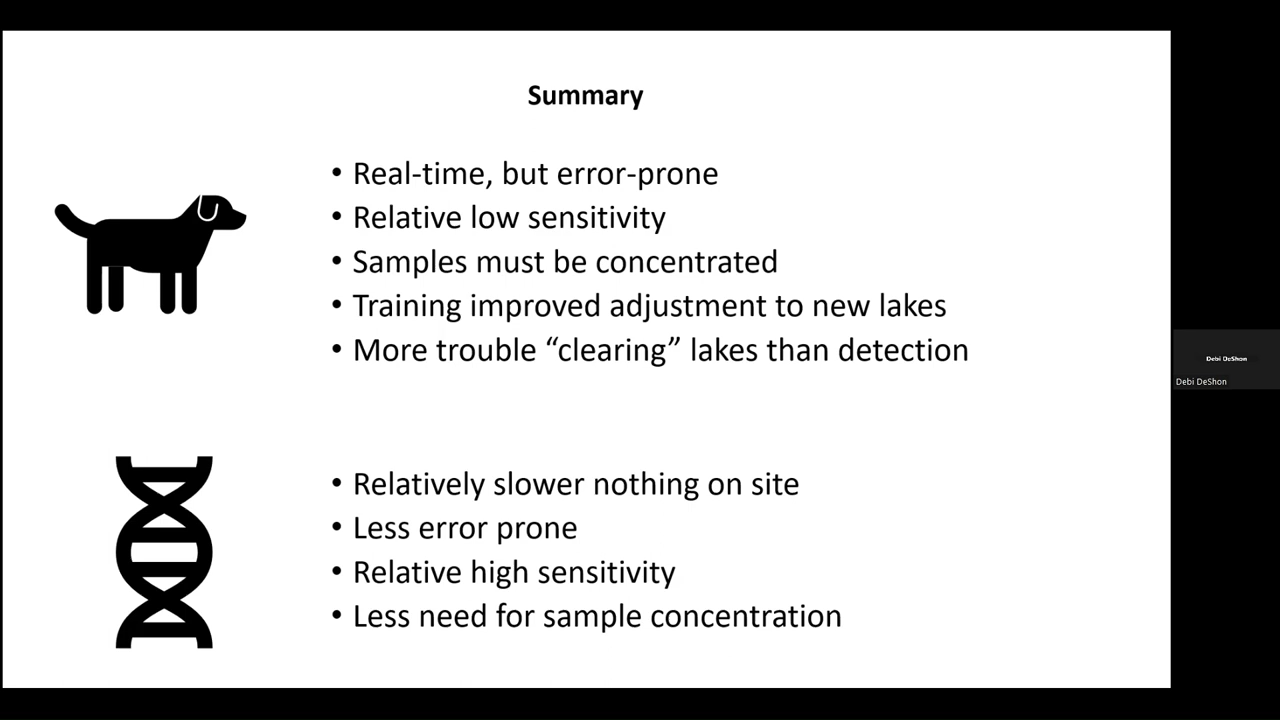 Summary
• Real-time, but error-prone
• Relative low sensitivity
• Samples must be concentrated
• Training improved adjustment to new lakes
• More trouble “clearing” lakes than detection
• Relatively slower nothing on site
• Less error prone
• Relative high sensitivity
• Less need for sample concentration
Debi DeShon
Debi DeShon